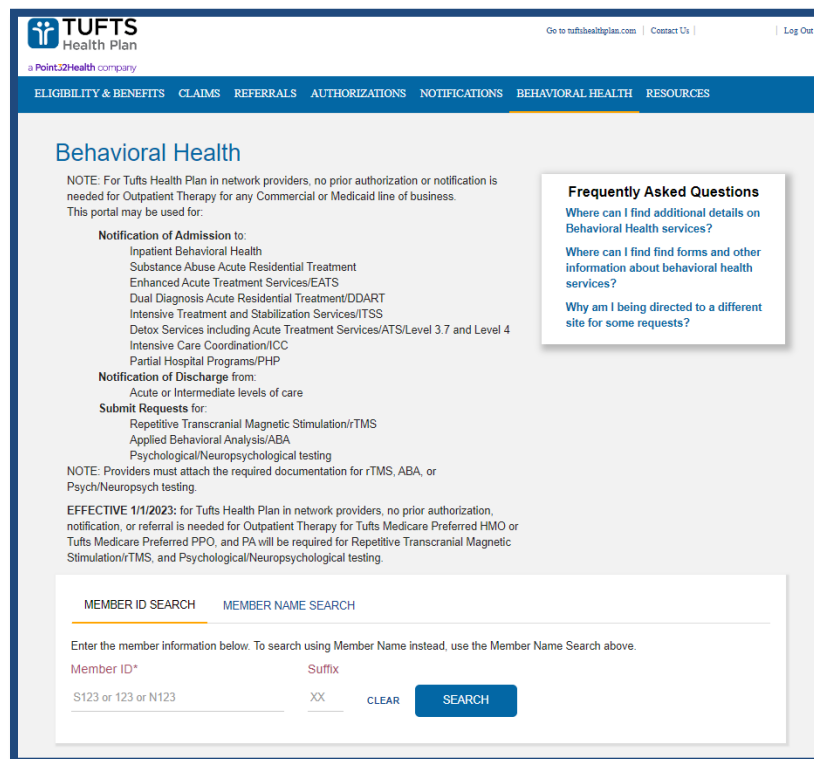 TUFTS
Health Plan
a Point32Health company
Go to tuftshealthplan.com | Contact Us | | Log Out
ELIGIBILITY & BENEFITS CLAIMS REFERRALS AUTHORIZATIONS NOTIFICATIONS BEHAVIORAL HEALTH RESOURCES
Behavioral Health
NOTE: For Tufts Health Plan in network providers, no prior authorization or notification is
needed for Outpatient Therapy for any Commercial or Medicaid line of business.
This portal may be used for:
Notification of Admission to:
Inpatient Behavioral Health
Substance Abuse Acute Residential Treatment
Enhanced Acute Treatment Services/EATS
Dual Diagnosis Acute Residential Treatment/DDART
Intensive Treatment and Stabilization Services/ITSS
Detox Services including Acute Treatment Services/ATS/Level 3.7 and Level 4
Intensive Care Coordination/ICC
Partial Hospital Programs/PHP
Notification of Discharge from:
Acute or Intermediate levels of care
Submit Requests for:
Repetitive Transcranial Magnetic Stimulation/rTMS
Applied Behavioral Analysis/ABA
Psychological/Neuropsychological testing
NOTE: Providers must attach the required documentation for rTMS, ABA, or
Psych/Neuropsych testing.
EFFECTIVE 1/1/2023: for Tufts Health Plan in network providers, no prior authorization,
notification, or referral is needed for Outpatient Therapy for Tufts Medicare Preferred HMO or
Tufts Medicare Preferred PPO, and PA will be required for Repetitive Transcranial Magnetic
Stimulation/rTMS, and Psychological/Neuropsychological testing.
Frequently Asked Questions
Where can I find additional details on
Behavioral Health services?
Where can I find find forms and other
information about behavioral health
services?
Why am I being directed to a different
site for some requests?
MEMBER ID SEARCH MEMBER NAME SEARCH
Enter the member information below. To search using Member Name instead, use the Member Name Search above.
Member ID* Suffix
S123 or 123 or N123 XX CLEAR SEARCH